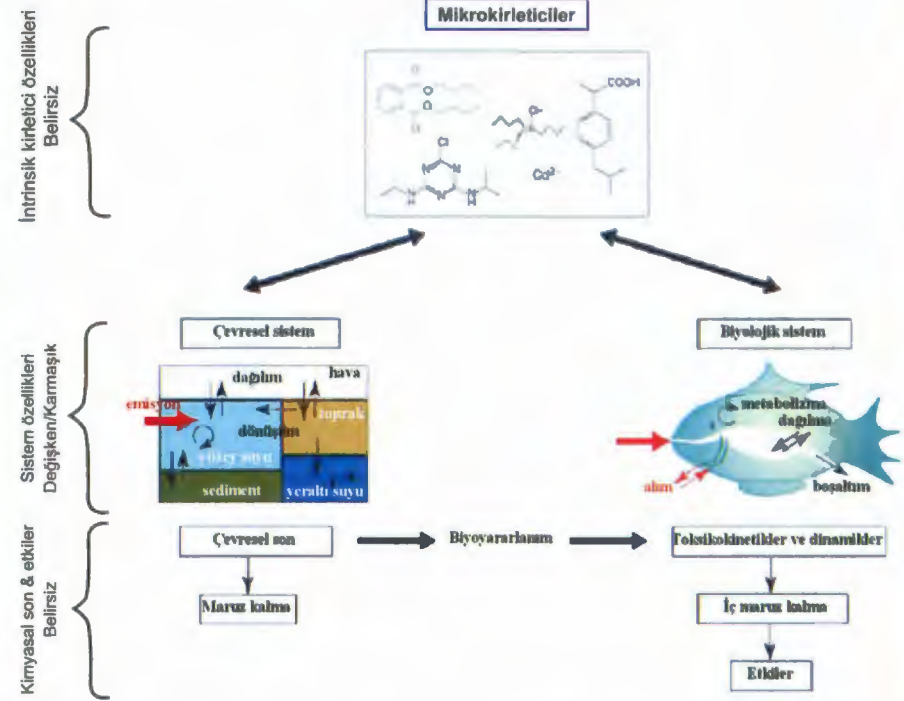 Mikrokirleticiler
İntrinsik kirletici özellikleri
Belirsiz
O
O
O
O
Cl
N
N
N
N
H
N
H
O-
Cd2-
COOH
Sistem özellikleri
Değişken/Karmaşık
Çevresel sistem
Biyolojik sistem
dağılım
hava
emisyon
toprak
dönüşüm
yüzey suyu
sediment
yeraltı suyu
metabolizma
dağılma
alım
boşaltım
Kimyasal son & etkiler
Belirsiz
Çevresel son
Biyoyararlanım
Toksikokinetikler ve dinamikler
Maruz kalma
İç maruz kalma
Etkiler